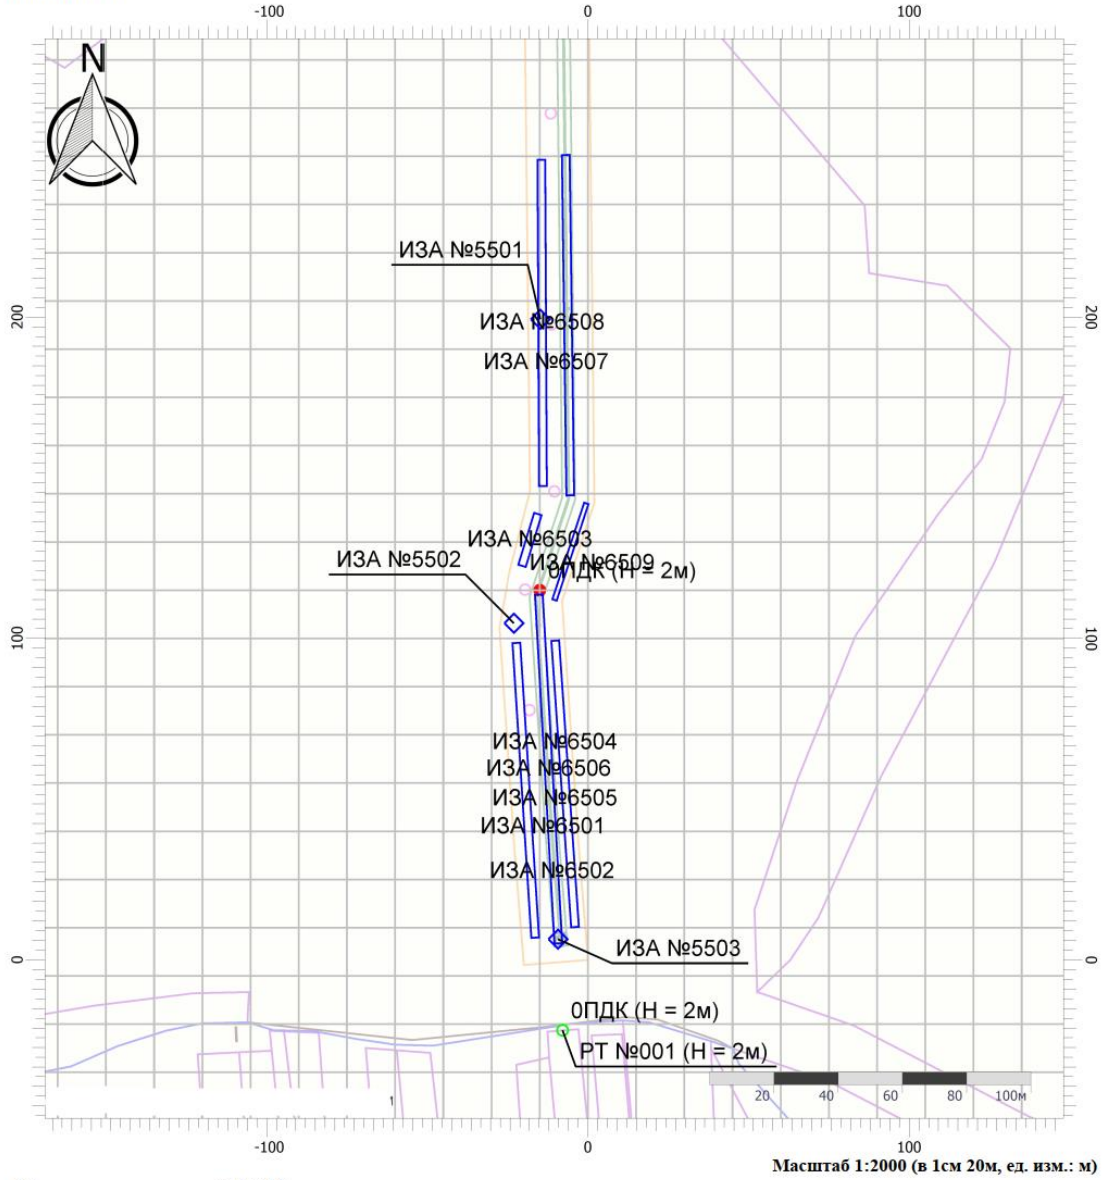 -100 0 100
N
ИЗА №5501
200 200
ИЗА №6508
ИЗА №6507
ИЗА №6503
ИЗА №5502
ИЗА №6509
0ПДК (H = 2м)
100 100
ИЗА №6504
ИЗА №6506
ИЗА №6505
ИЗА №6501
ИЗА №6502
ИЗА №5503
0 0
0ПДК (H = 2м)
РТ №001 (H = 2м)
20 40 60 80 100м
-100 0 100
Масштаб 1:2000 (в 1см 20м, ед. изм.: м)